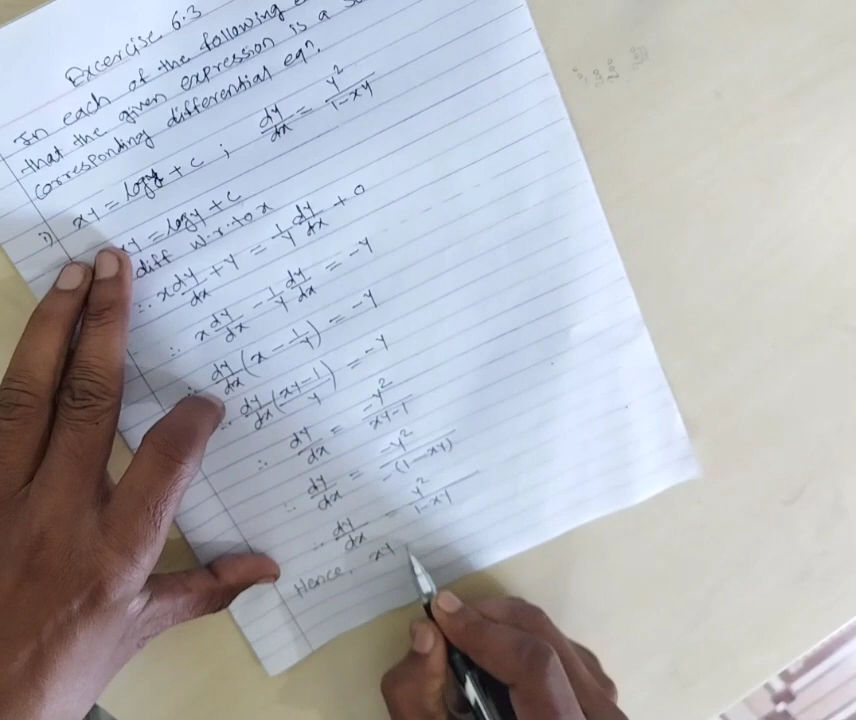 Excercise 6.3
In each of the following
that the given expression is a
corresponding differential eqn.
i) xy = logy + c ; dy/dx = y²/1-xy
xy = logy + c
diff w.r.to x
∴ x dy/dx + y = 1/y dy/dx + 0
∴ x dy/dx - 1/y dy/dx = -y
∴ dy/dx (x - 1/y) = -y
∴ dy/dx (xy-1/y) = -y
∴ dy/dx = -y²/xy-1
∴ dy/dx = -y²/-(1-xy)
∴ dy/dx = y²/1-xy
Hence, xy